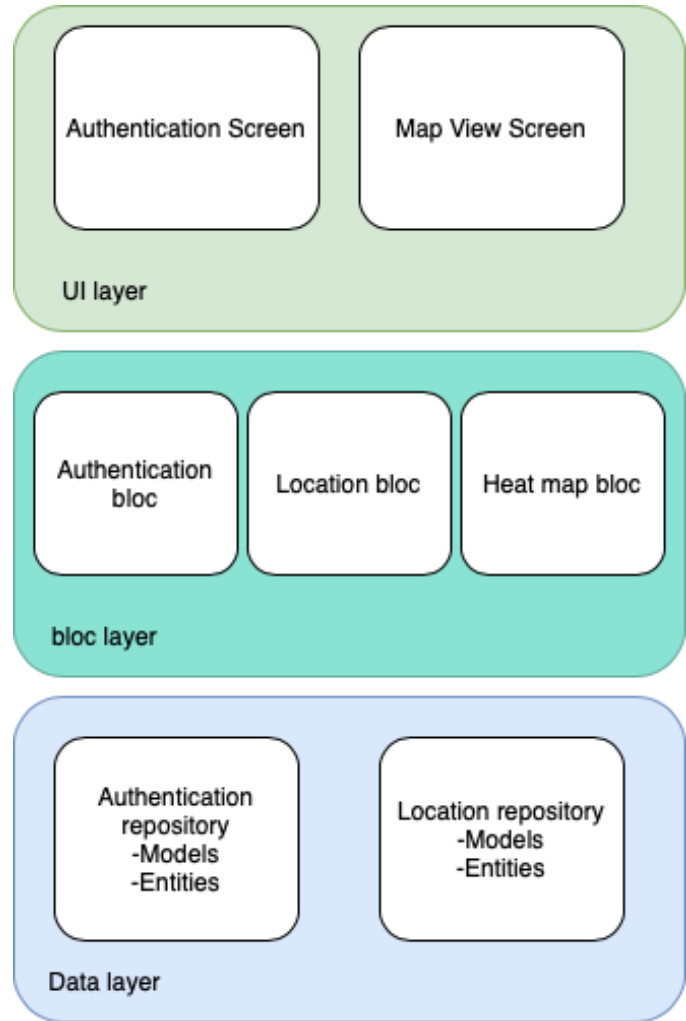 Authentication Screen
Map View Screen
UI layer
Authentication
bloc
Location bloc
Heat map bloc
bloc layer
Authentication
repository
-Models
-Entities
Location repository
-Models
-Entities
Data layer